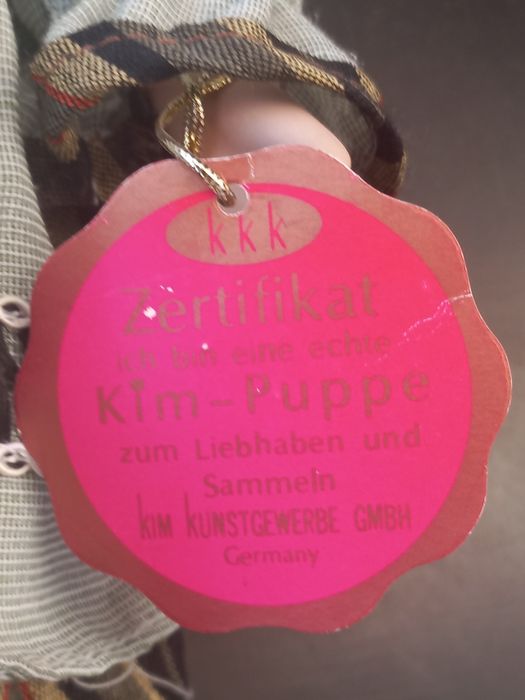 kkk
Zertifikat
ich bin eine echte
Kim-Puppe
zum Liebhaben und
Sammeln
KIM KUNSTGEWERBE GMBH
Germany